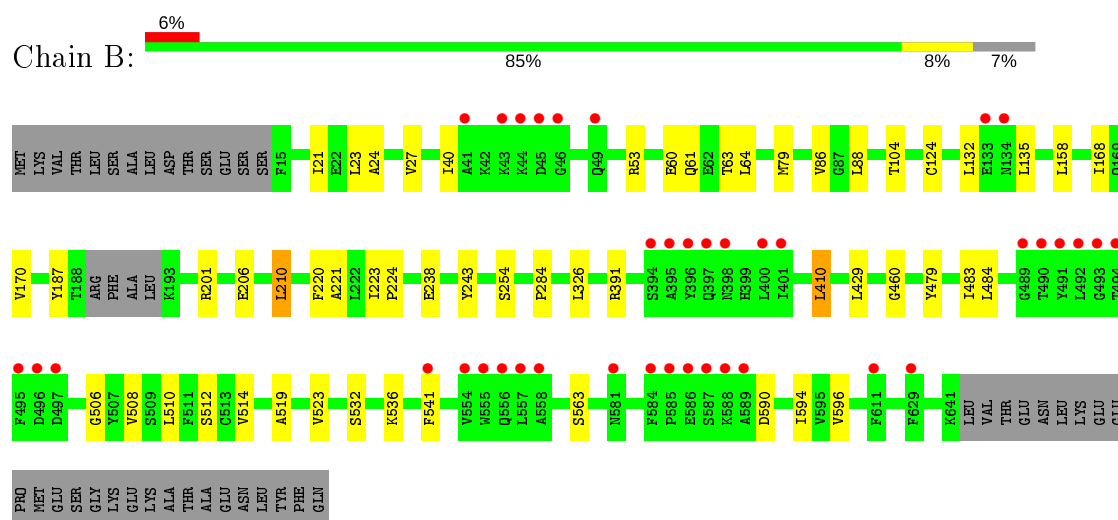 6%
Chain B:
85% 8% 7%
MET LYS VAL THR LEU SER ALA LEU ASP THR SER GLU SER SER F15 I21 E22 L23 A24 V27 I40 A41 K42 K43 K44 D45 G46 Q49 R53 E60 Q61 E62 T63 L64 M79 V86 G87 L88 T104 C124 L132 E133 N134 L135 L158 I168 Q169
V170 Y187 T188 ARG PHE ALA LEU K193 R201 E206 L210 F220 A221 L222 I223 P224 E238 Y243 S254 P284 L326 R391 S394 A395 Y396 Q397 N398 H399 L400 I401 L410 L429 G460 Y479 I483 L484 G489 T490 Y491 L492 G493 T494
F495 D496 D497 G506 Y507 V508 S509 L510 F511 S512 C513 V514 A519 V523 S532 K536 F541 V554 W555 Q556 L557 A558 S563 N581 F584 P585 E586 S587 K588 A589 D590 I594 V595 V596 F611 F629 K641 LEU VAL THR GLU ASN LEU LYS GLU GLU
PRO MET GLU SER GLY LYS GLU LYS ALA THR ALA GLU ASN LEU TYR PHE GLN